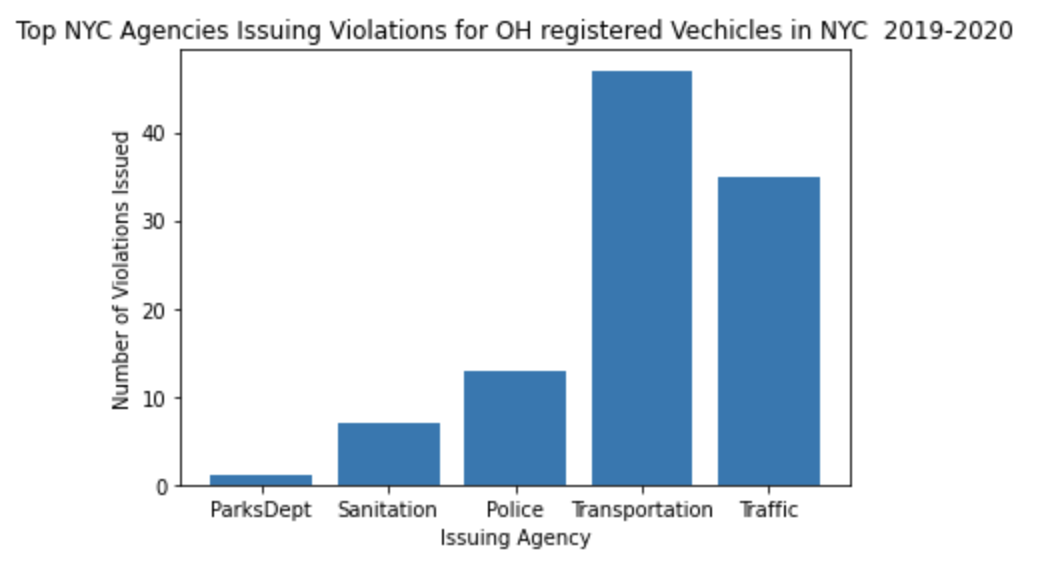 Top NYC Agencies Issuing Violations for OH registered Vechicles in NYC  2019-2020
Number of Violations Issued
40
30
20
10
0
ParksDept Sanitation Police Transportation Traffic
Issuing Agency